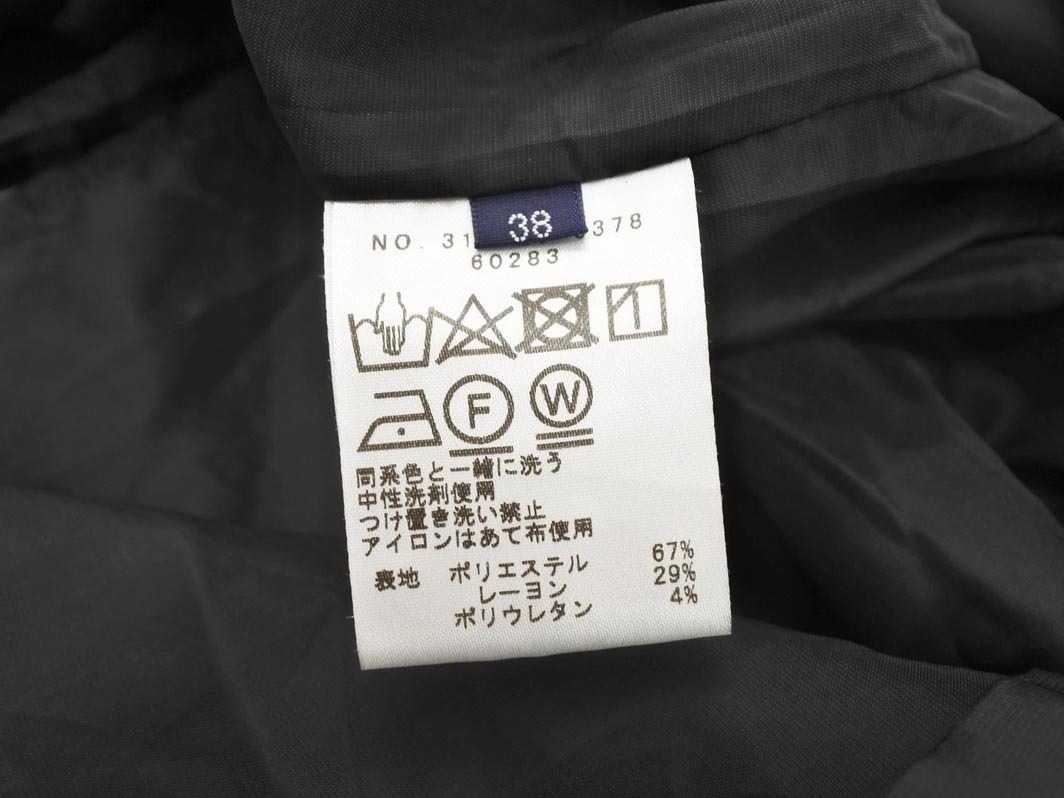 38
NO. 31 378
60283
F W
同系色と一緒に洗う
中性洗剤使用
つけ置き洗い禁止
アイロンはあて布使用
表地 ポリエステル 67%
レーヨン 29%
ポリウレタン 4%